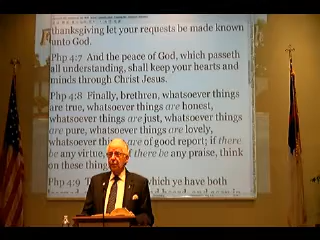 thanksgiving let your requests be made known
unto God.
Php 4:7 And the peace of God, which passeth
all understanding, shall keep your hearts and
minds through Christ Jesus.
Php 4:8 Finally, brethren, whatsoever things
are true, whatsoever things are honest,
whatsoever things are just, whatsoever things
are pure, whatsoever things are lovely,
whatsoever things are of good report; if there
be any virtue, if there be any praise, think
on these thing
Php 4:9 which ye have both